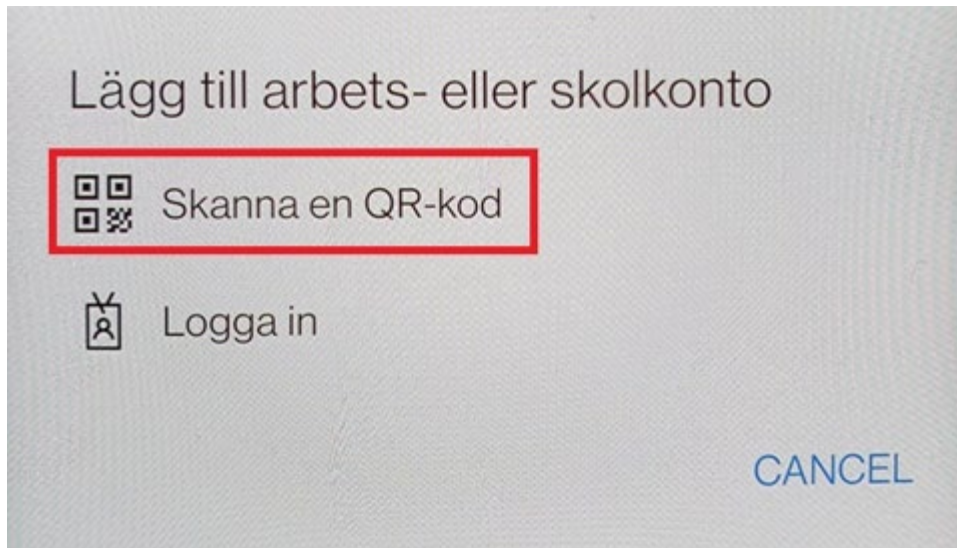 Lägg till arbets- eller skolkonto
Skanna en QR-kod
Logga in
CANCEL